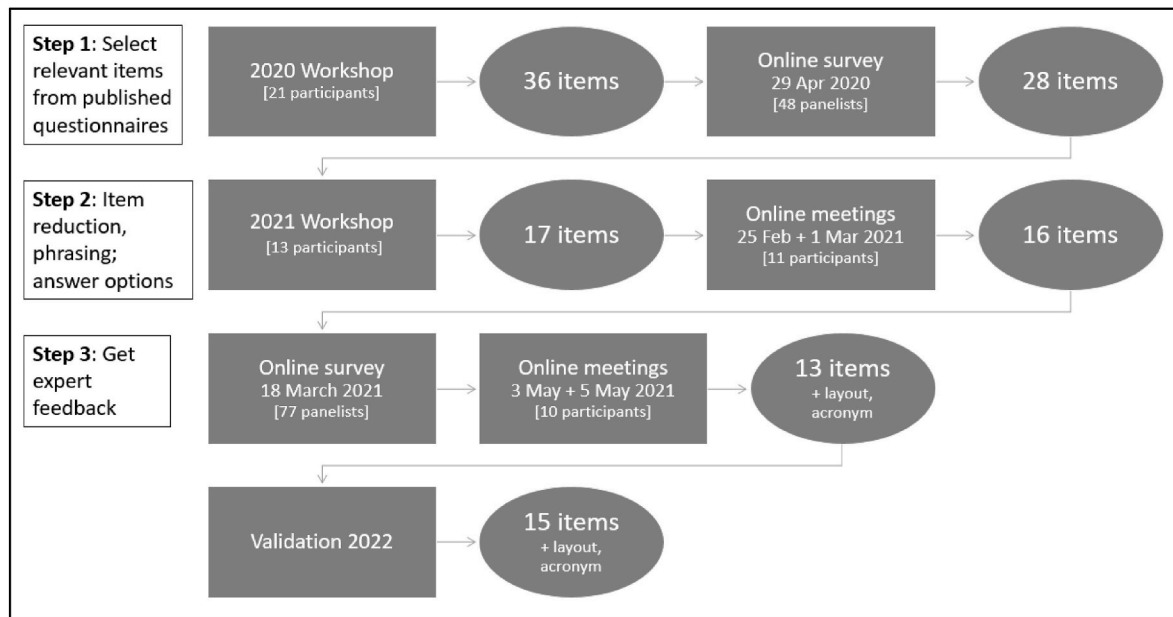 Step 1: Select
relevant items
from published
questionnaires
2020 Workshop
[21 participants]
36 items
Online survey
29 Apr 2020
[48 panelists]
28 items
Step 2: Item
reduction,
phrasing;
answer options
2021 Workshop
[13 participants]
17 items
Online meetings
25 Feb + 1 Mar 2021
[11 participants]
16 items
Step 3: Get
expert
feedback
Online survey
18 March 2021
[77 panelists]
Online meetings
3 May + 5 May 2021
[10 participants]
13 items
+ layout,
acronym
Validation 2022
15 items
+ layout,
acronym